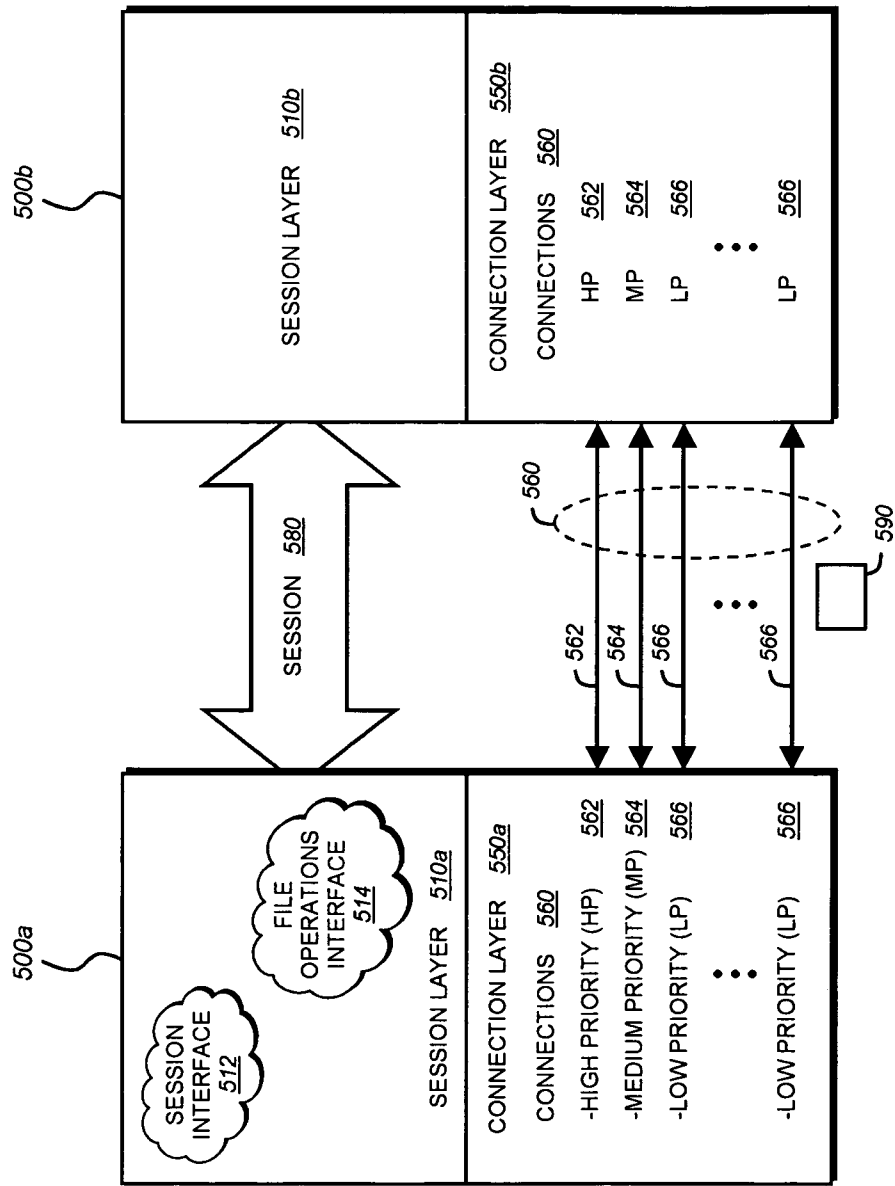 500a
SESSION
INTERFACE
512
FILE
OPERATIONS
INTERFACE
514
SESSION LAYER 510a
CONNECTION LAYER 550a
CONNECTIONS 560
-HIGH PRIORITY (HP) 562
-MEDIUM PRIORITY (MP) 564
-LOW PRIORITY (LP) 566
-LOW PRIORITY (LP) 566
SESSION 580
562
564
566
566
560
590
500b
SESSION LAYER 510b
CONNECTION LAYER 550b
CONNECTIONS 560
HP 562
MP 564
LP 566
LP 566